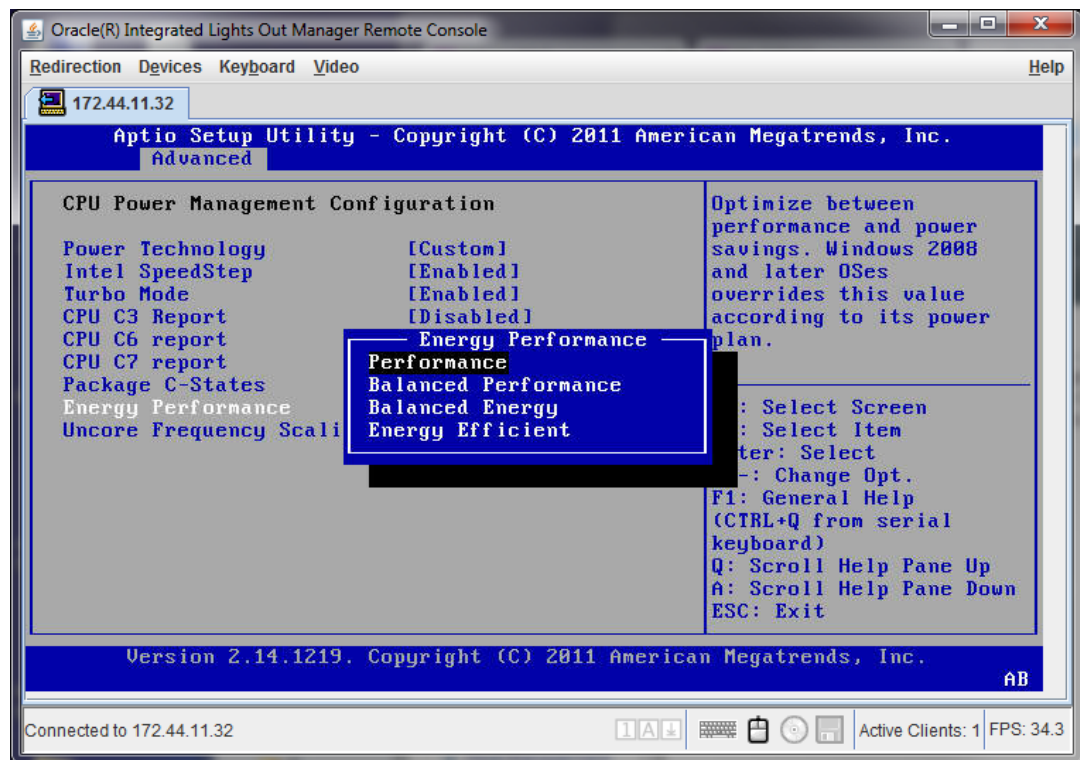 Oracle(R) Integrated Lights Out Manager Remote Console
Redirection Devices Keyboard Video Help
172.44.11.32
Aptio Setup Utility - Copyright (C) 2011 American Megatrends, Inc.
Advanced
CPU Power Management Configuration
Power Technology [Custom]
Intel SpeedStep [Enabled]
Turbo Mode [Enabled]
CPU C3 Report [Disabled]
CPU C6 report
CPU C7 report
Package C-States
Energy Performance
Uncore Frequency Scali
Energy Performance
Performance
Balanced Performance
Balanced Energy
Energy Efficient
Optimize between
performance and power
savings. Windows 2008
and later OSes
overrides this value
according to its power
plan.
: Select Screen
: Select Item
ter: Select
-: Change Opt.
F1: General Help
(CTRL+Q from serial
keyboard)
Q: Scroll Help Pane Up
A: Scroll Help Pane Down
ESC: Exit
Version 2.14.1219. Copyright (C) 2011 American Megatrends, Inc.
AB
Connected to 172.44.11.32 1 A Active Clients: 1 FPS: 34.3